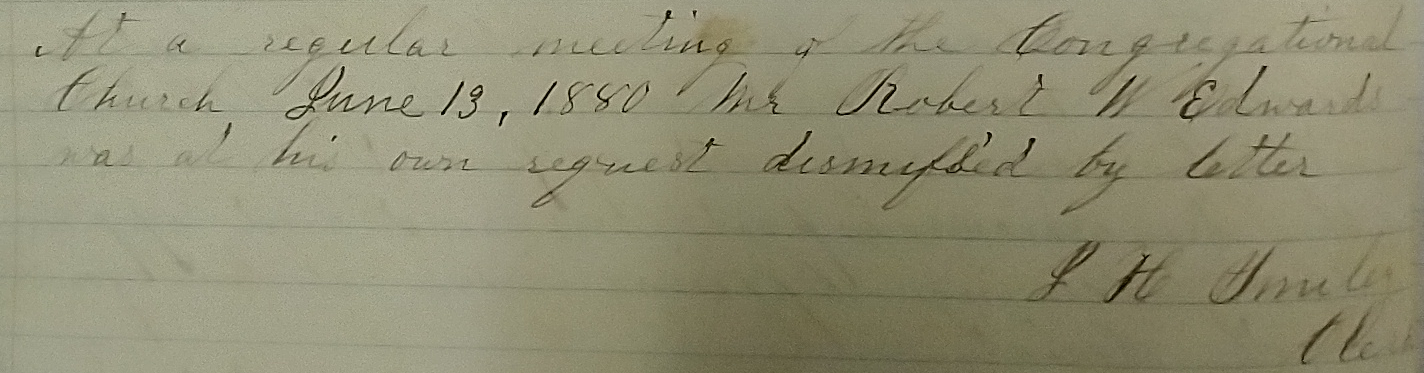 At a regular meeting of the Congregational
Church, June 13, 1880 Mr Robert W Edwards
was at his own request dismissed by letter
H
Clerk